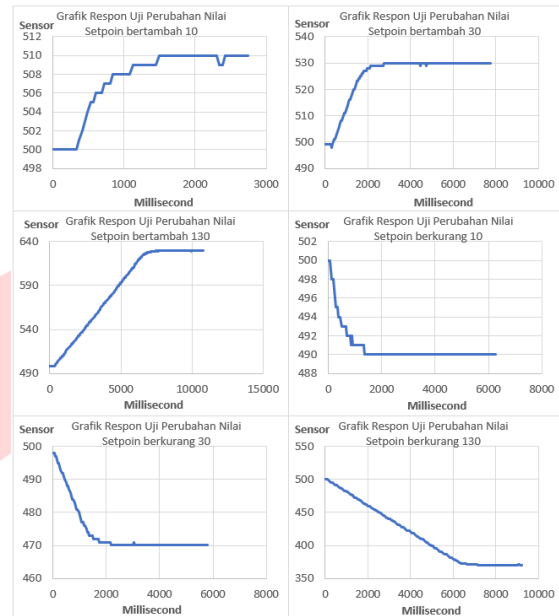 Sensor Grafik Respon Uji Perubahan Nilai
Setpoin bertambah 10
512
510
508
506
504
502
500
498
0 1000 2000 3000
Millisecond
Sensor Grafik Respon Uji Perubahan Nilai
Setpoin bertambah 30
540
530
520
510
500
490
0 2000 4000 6000 8000 10000
Millisecond
Sensor Grafik Respon Uji Perubahan Nilai
Setpoin bertambah 130
640
590
540
490
0 5000 10000 15000
Millisecond
Sensor Grafik Respon Uji Perubahan Nilai
Setpoin berkurang 10
502
500
498
496
494
492
490
488
0 2000 4000 6000 8000
Millisecond
Sensor Grafik Respon Uji Perubahan Nilai
Setpoin berkurang 30
500
490
480
470
460
0 2000 4000 6000 8000
Millisecond
Sensor Grafik Respon Uji Perubahan Nilai
Setpoin berkurang 130
550
500
450
400
350
0 2000 4000 6000 8000 10000
Millisecond